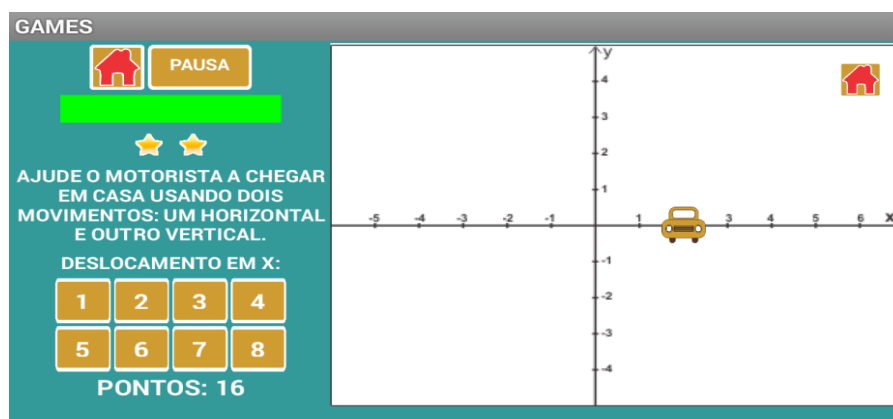 GAMES
PAUSA
AJUDE O MOTORISTA A CHEGAR
EM CASA USANDO DOIS
MOVIMENTOS: UM HORIZONTAL
E OUTRO VERTICAL.
DESLOCAMENTO EM X:
1 2 3 4
5 6 7 8
PONTOS: 16
y
4
3
2
1
-5 -4 -3 -2 -1 1 3 4 5 6 x
-1
-2
-3
-4